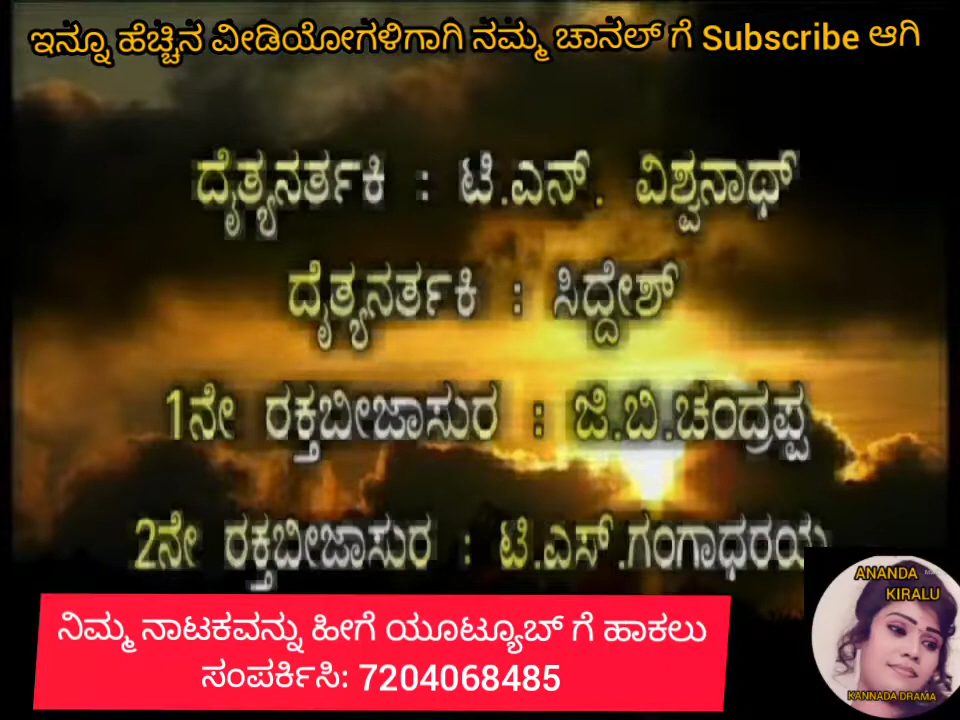 ಇನ್ನೂ ಹೆಚ್ಚಿನ ವೀಡಿಯೋಗಳಿಗಾಗಿ ನಮ್ಮ ಚಾನಲ್ ಗೆ Subscribe ಆಗಿ
ದೈತ್ಯನರ್ತಕಿ : ಟಿ.ಎನ್. ವಿಶ್ವನಾಥ್
ದೈತ್ಯನರ್ತಕಿ : ಸಿದ್ದೇಶ್
1ನೇ ರಕ್ತಬೀಜಾಸುರ : ಜಿ.ಬಿ.ಚಂದ್ರಪ್ಪ
2ನೇ ರಕ್ತಬೀಜಾಸುರ : ಟಿ.ಎಸ್.ಗಂಗಾಧರಯ
ನಿಮ್ಮ ನಾಟಕವನ್ನು ಹೀಗೆ ಯೂಟ್ಯೂಬ್ ಗೆ ಹಾಕಲು
ಸಂಪರ್ಕಿಸಿ: 7204068485
ANANDA
KIRALU
KANNADA DRAMA